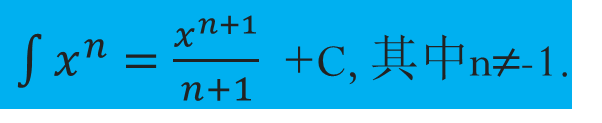 ∫ xⁿ = xⁿ⁺¹/n+1 +C, 其中n≠-1.